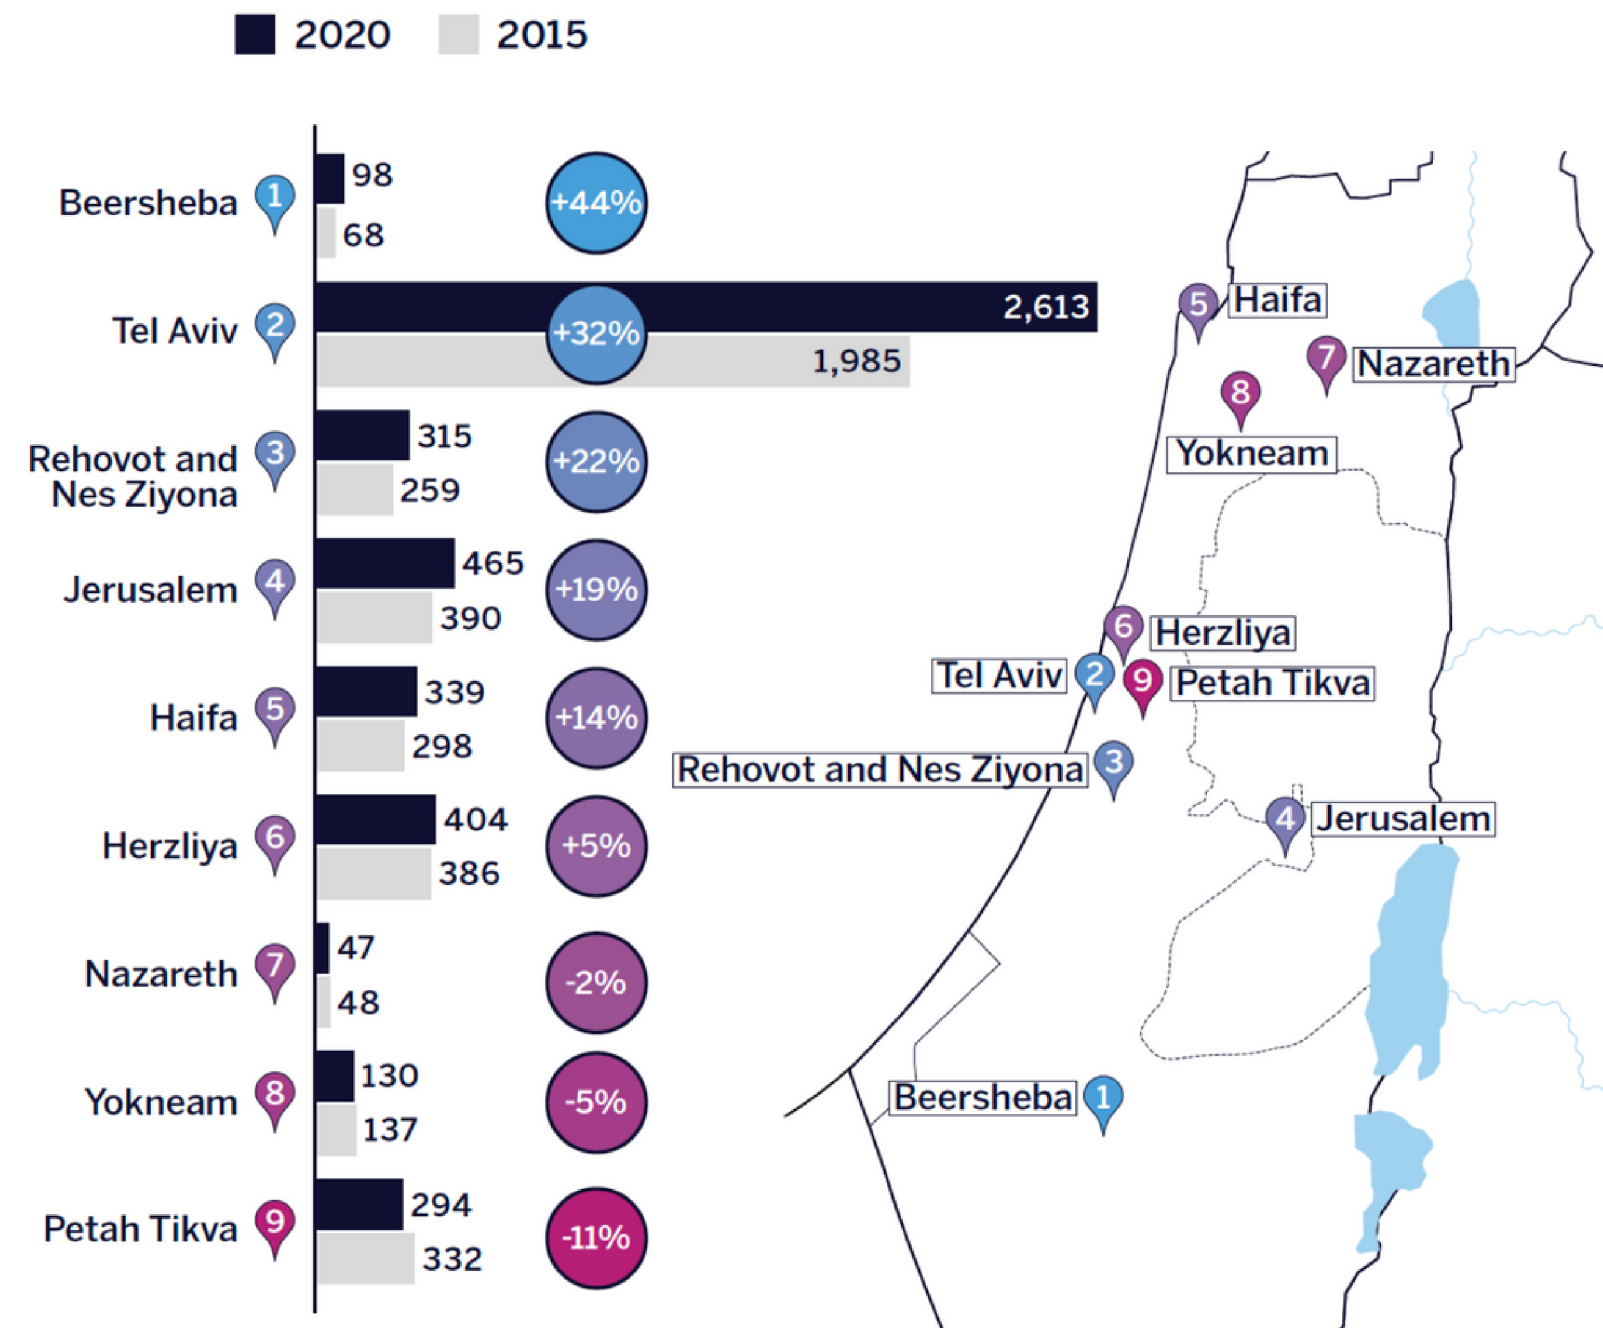 2020 2015
Beersheba 1 98 +44%
68
Tel Aviv 2 2,613 +32%
1,985
Rehovot and
Nes Ziyona 3 315 +22%
259
Jerusalem 4 465 +19%
390
Haifa 5 339 +14%
298
Herzliya 6 404 +5%
386
Nazareth 7 47 -2%
48
Yokneam 8 130 -5%
137
Petah Tikva 9 294 -11%
332
5 Haifa
7 Nazareth
8
Yokneam
6 Herzliya
Tel Aviv 2
9 Petah Tikva
Rehovot and Nes Ziyona 3
4 Jerusalem
Beersheba 1